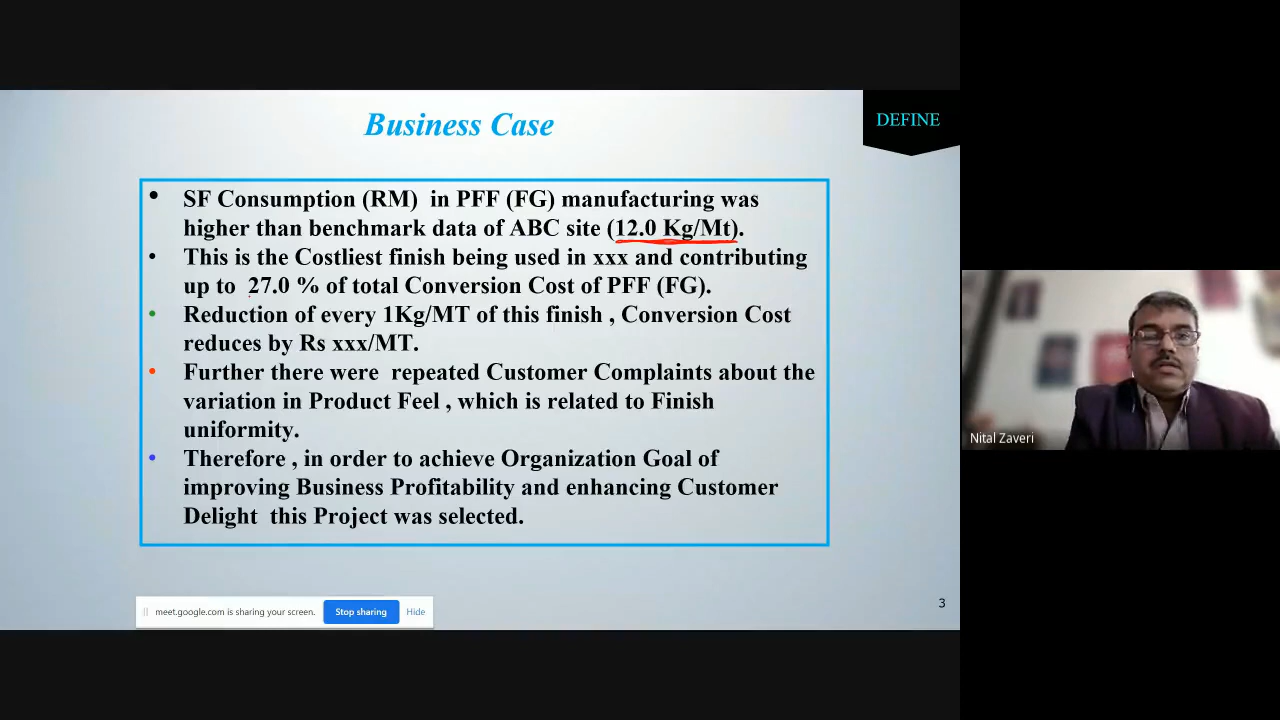 Business Case
DEFINE
• SF Consumption (RM) in PFF (FG) manufacturing was
higher than benchmark data of ABC site (12.0 Kg/Mt).
• This is the Costliest finish being used in xxx and contributing
up to 27.0 % of total Conversion Cost of PFF (FG).
• Reduction of every 1Kg/MT of this finish , Conversion Cost
reduces by Rs xxx/MT.
• Further there were repeated Customer Complaints about the
variation in Product Feel , which is related to Finish
uniformity.
• Therefore , in order to achieve Organization Goal of
improving Business Profitability and enhancing Customer
Delight this Project was selected.
3
meet.google.com is sharing your screen. Stop sharing Hide
Nital Zaveri